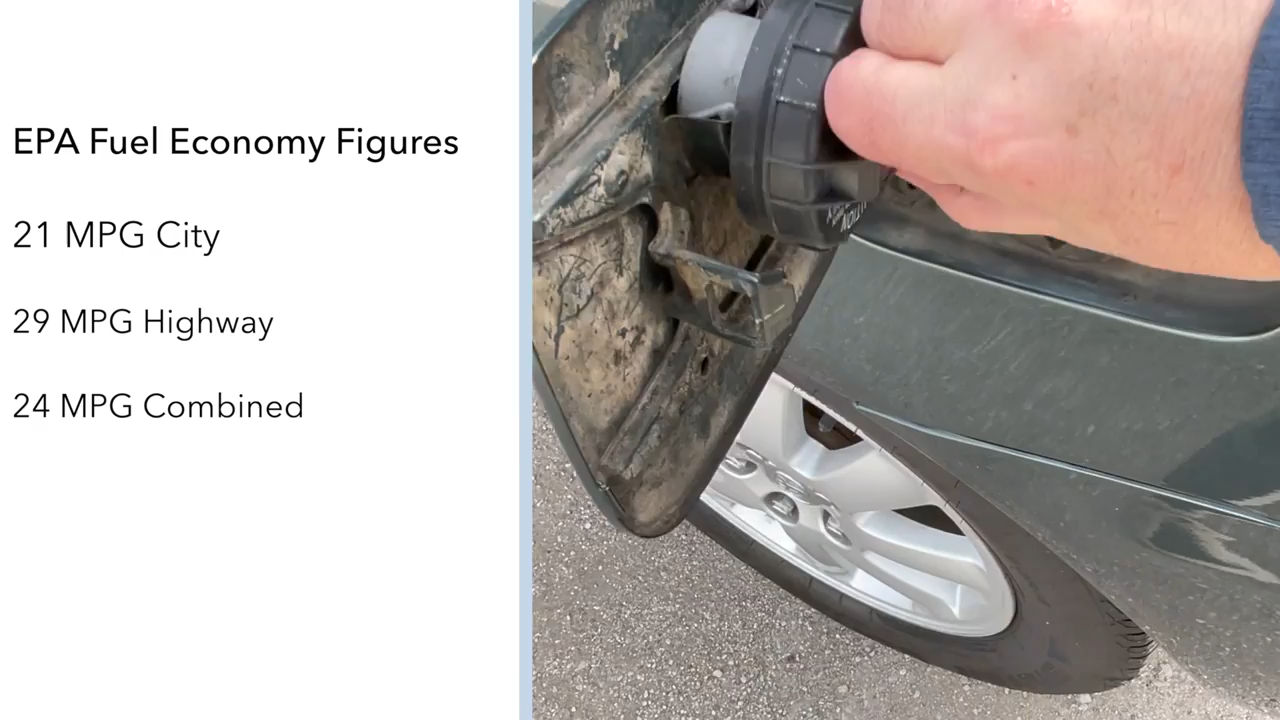 EPA Fuel Economy Figures
21 MPG City
29 MPG Highway
24 MPG Combined